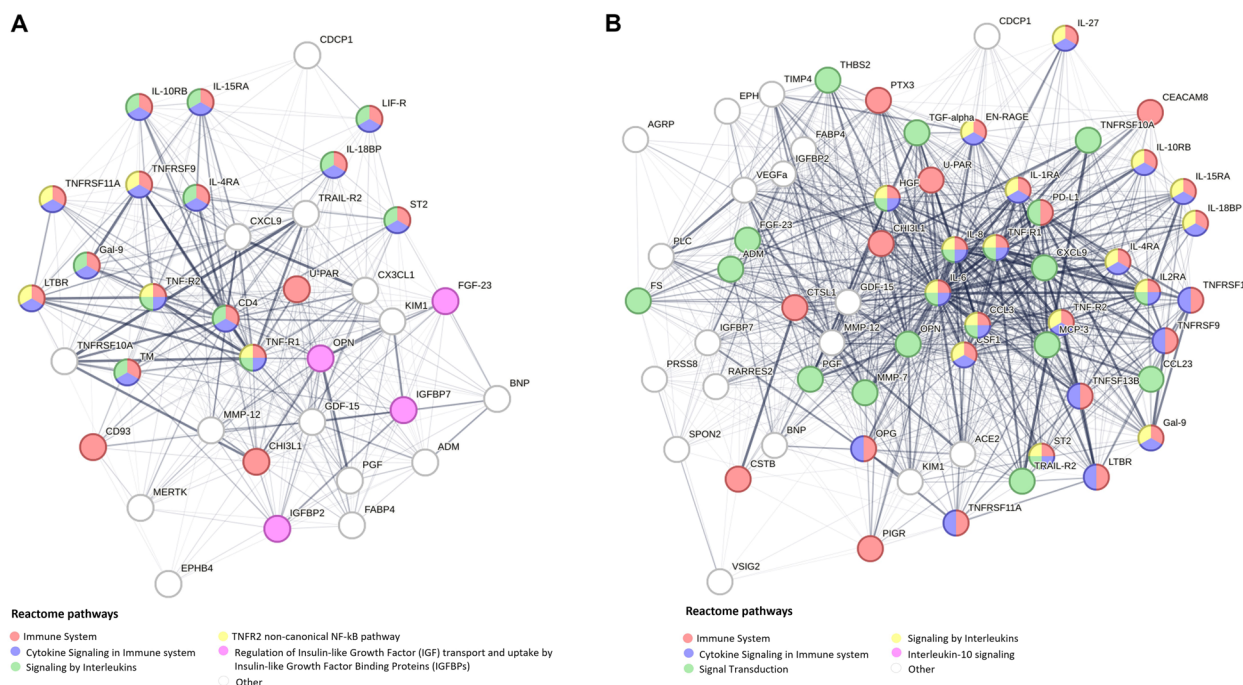 A
CDCP1
IL-10RB
IL-15RA
LIF-R
IL-18BP
TNFRSF9
TNFRSF11A
IL-4RA
TRAIL-R2
ST2
CXCL9
Gal-9
TNF-R2
U-PAR
CX3CL1
LTBR
CD4
KIM1
FGF-23
TNFRSF10A
TNF-R1
OPN
TM
BNP
IGFBP7
MMP-12
GDF-15
CD93
CHI3L1
ADM
PGF
MERTK
IGFBP2
FABP4
EPHB4
Reactome pathways
Immune System
Cytokine Signaling in Immune system
Signaling by Interleukins
TNFR2 non-canonical NF-kB pathway
Regulation of Insulin-like Growth Factor (IGF) transport and uptake by
Insulin-like Growth Factor Binding Proteins (IGFBPs)
Other
B
CDCP1
IL-27
THBS2
TIMP4
PTX3
CEACAM8
EPH
TGF-alpha
EN-RAGE
TNFRSF10A
AGRP
FABP4
IL-10RB
IGFBP2
U-PAR
VEGFa
IL-1RA
IL-15RA
HGF
PD-L1
IL-18BP
FGF-23
CHI3L1
IL-8
TNF-R1
PLC
ADM
CXCL9
IL-4RA
IL-6
IL2RA
FS
CTSL1
GDF-15
TNFRSF1
CCL3
TNF-R2
IGFBP7
MMP-12
OPN
MCP-3
TNFRSF9
CSF1
PRSS8
RARRES2
PGF
MMP-7
CCL23
TNFSF13B
SPON2
BNP
OPG
ACE2
Gal-9
ST2
CSTB
KIM1
TRAIL-R2
LTBR
TNFRSF11A
PIGR
VSIG2
Reactome pathways
Immune System
Cytokine Signaling in Immune system
Signal Transduction
Signaling by Interleukins
Interleukin-10 signaling
Other